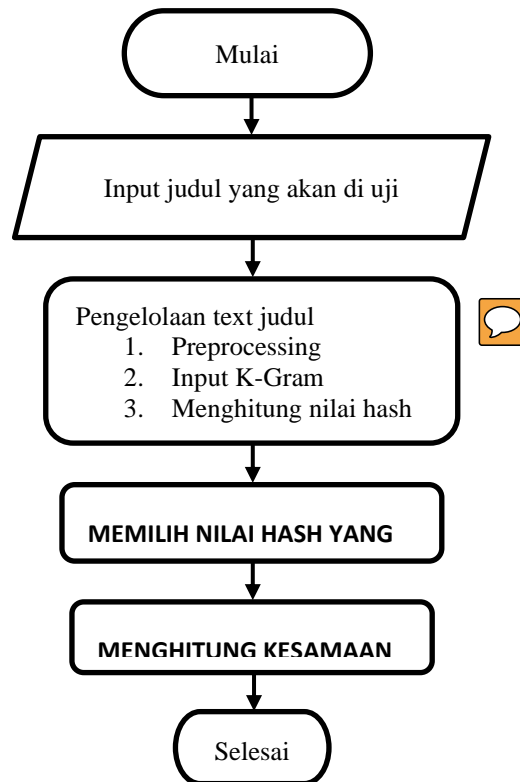 Mulai
Input judul yang akan di uji
Pengelolaan text judul
1. Preprocessing
2. Input K-Gram
3. Menghitung nilai hash
MEMILIH NILAI HASH YANG
MENGHITUNG KESAMAAN
Selesai